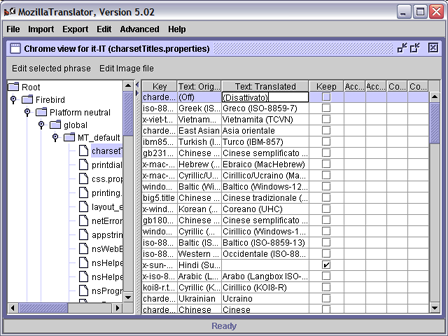 MozillaTranslator, Version 5.02
File Import Export Edit Advanced Help
Chrome view for it-IT (charsetTitles.properties)
Edit selected phrase Edit Image file
Root
Firebird
Platform neutral
global
MT_default
charsetT
printdial
css.prop
printing.
layout_e
netError
appstrin
nsWebE
nsHelpe
nsHelpe
nsProgr
Key Text: Orig... Text: Translated Keep Acc... Acc... Co... Co...
charde... (Off) (Disattivato)
iso-88... Greek (IS... Greco (ISO-8859-7)
x-viet-t... Vietnam... Vietnamita (TCVN)
charde... East Asian Asia orientale
ibm85... Turkish (I... Turco (IBM-857)
gb231... Chinese ... Cinese semplificato ...
x-mac-... Hebrew (... Ebraico (MacHebrew)
x-mac... Cyrillic/U... Cirillico/Ucraino (Ma...
windo... Baltic (Wi... Baltico (Windows-12...
big5.title Chinese ... Cinese tradizionale (...
x-wind... Korean (... Coreano (UHC)
gb180... Chinese ... Cinese semplificato ...
windo... Cyrillic (... Cirillico (Windows-1...
iso-88... Baltic (IS... Baltico (ISO-8859-13)
iso-88... Western ... Occidentale (ISO-88...
x-sun-... Hindi (Su...
x-iso-8... Arabic (L... Arabo (Langbox ISO-...
koi8-r.t... Cyrillic (... Cirillico (KOI8-R)
charde... Ukrainian Ucraino
charde... Chinese Cinese
Ready